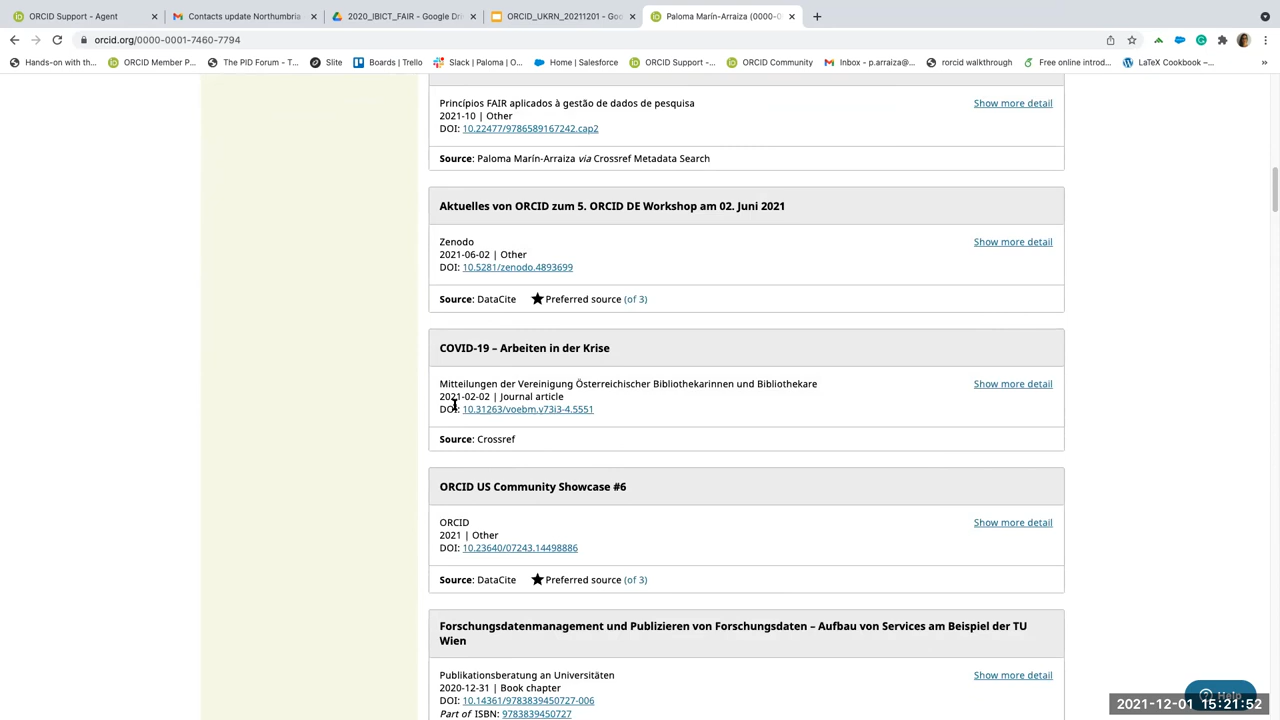 ORCID Support - Agent
Contacts update Northumbria
2020_IBICT_FAIR - Google Dri
ORCID_UKRN_20211201 - Goo
Paloma Marín-Arraiza (0000-0
orcid.org/0000-0001-7460-7794
Hands-on with th...
ORCID Member P...
The PID Forum - T...
Slite
Boards | Trello
Slack | Paloma | O...
Home | Salesforce
ORCID Support -...
ORCID Community
Inbox - p.arraiza@...
rorcid walkthrough
Free online introd...
LaTeX Cookbook –...
»
Princípios FAIR aplicados à gestão de dados de pesquisa
Show more detail
2021-10 | Other
DOI: 10.22477/9786589167242.cap2
Source: Paloma Marín-Arraiza via Crossref Metadata Search
Aktuelles von ORCID zum 5. ORCID DE Workshop am 02. Juni 2021
Zenodo
Show more detail
2021-06-02 | Other
DOI: 10.5281/zenodo.4893699
Source: DataCite ★Preferred source (of 3)
COVID-19 – Arbeiten in der Krise
Mitteilungen der Vereinigung Österreichischer Bibliothekarinnen und Bibliothekare
Show more detail
2021-02-02 | Journal article
DOI: 10.31263/voebm.v73i3-4.5551
Source: Crossref
ORCID US Community Showcase #6
ORCID
Show more detail
2021 | Other
DOI: 10.23640/07243.14498886
Source: DataCite ★Preferred source (of 3)
Forschungsdatenmanagement und Publizieren von Forschungsdaten – Aufbau von Services am Beispiel der TU
Wien
Publikationsberatung an Universitäten
Show more detail
2020-12-31 | Book chapter
DOI: 10.14361/9783839450727-006
Part of ISBN: 9783839450727
Help
2021-12-01 15:21:52